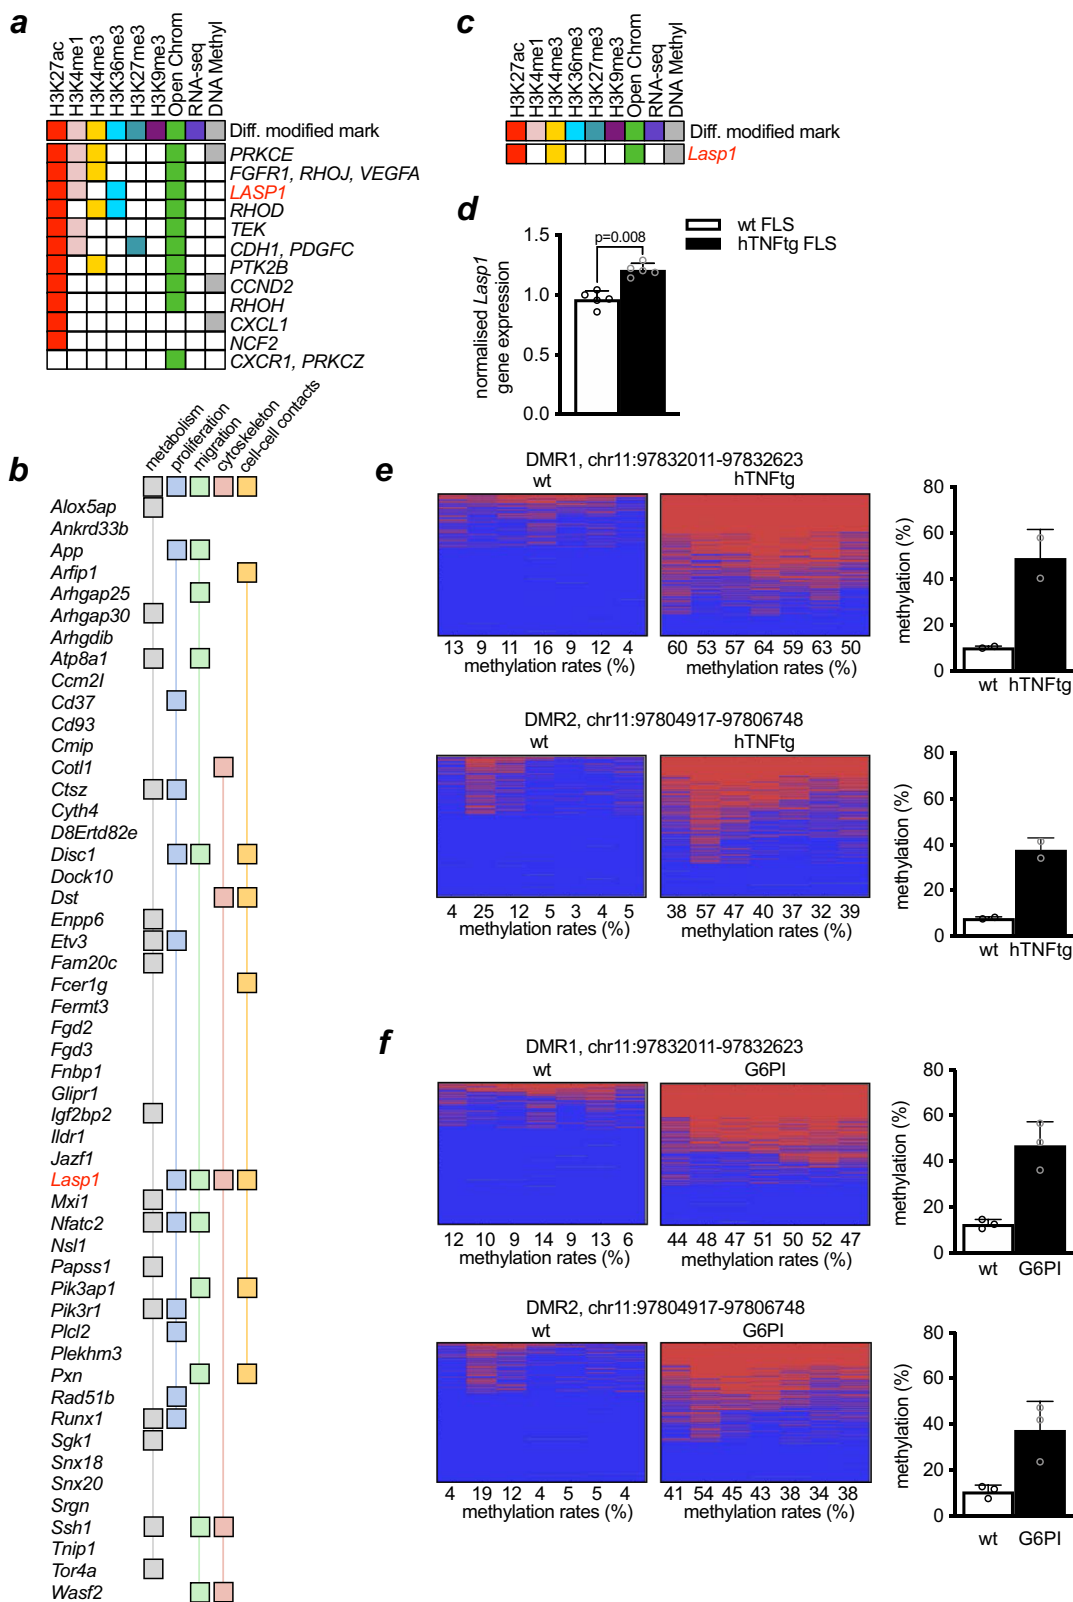 a
H3K27ac
H3K4me1
H3K4me3
H3K36me3
H3K27me3
H3K9me3
Open Chrom
RNA-seq
DNA Methyl
Diff. modified mark
PRKCE
FGFR1, RHOJ, VEGFA
LASP1
RHOD
TEK
CDH1, PDGFC
PTK2B
CCND2
RHOH
CXCL1
NCF2
CXCR1, PRKCZ
b
metabolism
proliferation
migration
cytoskeleton
cell-cell contacts
Alox5ap
Ankrd33b
App
Arfip1
Arhgap25
Arhgap30
Arhgdib
Atp8a1
Ccm2l
Cd37
Cd93
Cmip
Cotl1
Ctsz
Cyth4
D8Ertd82e
Disc1
Dock10
Dst
Enpp6
Etv3
Fam20c
Fcer1g
Fermt3
Fgd2
Fgd3
Fnbp1
Glipr1
Igf2bp2
Ildr1
Jazf1
Lasp1
Mxi1
Nfatc2
Nsl1
Papss1
Pik3ap1
Pik3r1
Plcl2
Plekhm3
Pxn
Rad51b
Runx1
Sgk1
Snx18
Snx20
Srgn
Ssh1
Tnip1
Tor4a
Wasf2
c
H3K27ac
H3K4me1
H3K4me3
H3K36me3
H3K27me3
H3K9me3
Open Chrom
RNA-seq
DNA Methyl
Diff. modified mark
Lasp1
d
normalised Lasp1
gene expression
1.5
1.0
0.5
0.0
p=0.008
wt FLS
hTNFtg FLS
e
DMR1, chr11:97832011-97832623
wt hTNFtg
13 9 11 16 9 12 4 60 53 57 64 59 63 50
methylation rates (%) methylation rates (%)
methylation (%)
80
60
40
20
0
wt hTNFtg
DMR2, chr11:97804917-97806748
wt hTNFtg
4 25 12 5 3 4 5 38 57 47 40 37 32 39
methylation rates (%) methylation rates (%)
methylation (%)
80
60
40
20
0
wt hTNFtg
f
DMR1, chr11:97832011-97832623
wt G6PI
12 10 9 14 9 13 6 44 48 47 51 50 52 47
methylation rates (%) methylation rates (%)
methylation (%)
80
60
40
20
0
wt G6PI
DMR2, chr11:97804917-97806748
wt G6PI
4 19 12 4 5 5 4 41 54 45 43 38 34 38
methylation rates (%) methylation rates (%)
methylation (%)
80
60
40
20
0
wt G6PI